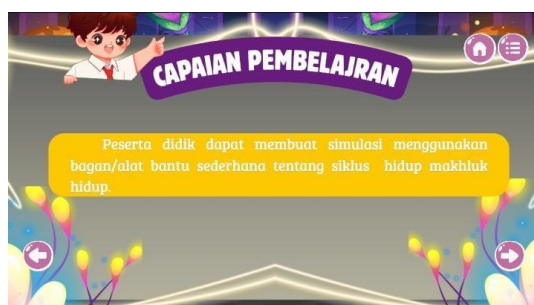 CAPAIAN PEMBELAJRAN
Peserta didik dapat membuat simulasi menggunakan
bagan/alat bantu sederhana tentang siklus hidup makhluk
hidup.